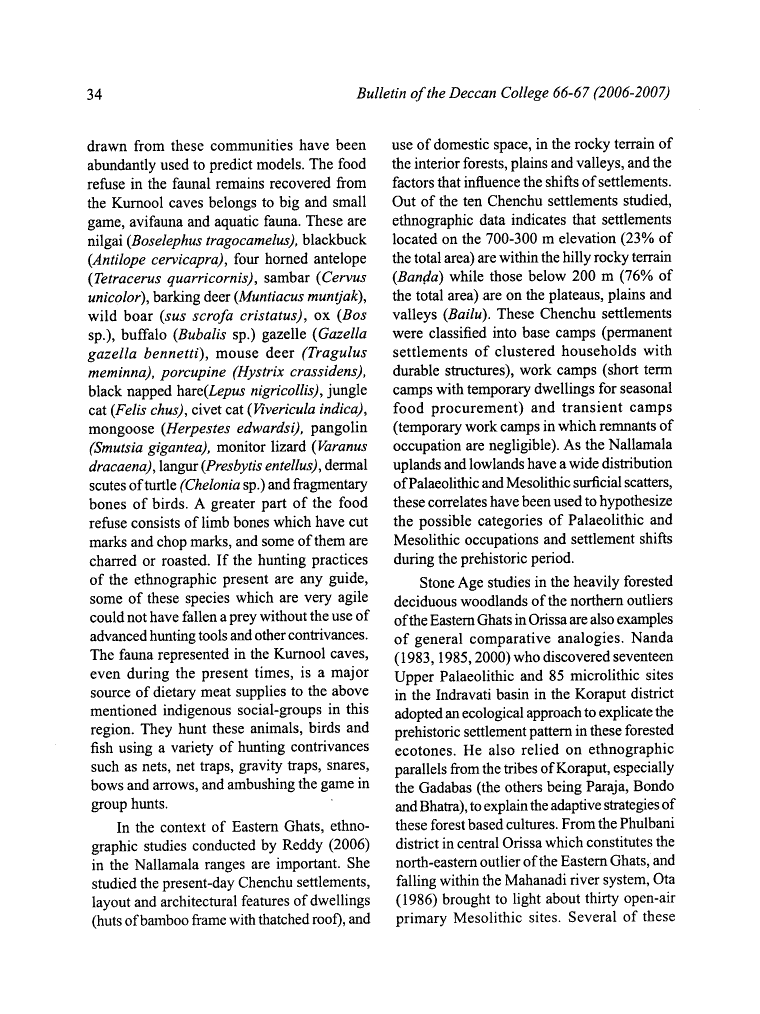 34
Bulletin of the Deccan College 66-67 (2006-2007)
drawn from these communities have been
abundantly used to predict models. The food
refuse in the faunal remains recovered from
the Kurnool caves belongs to big and small
game, avifauna and aquatic fauna. These are
nilgai (Boselephus tragocamelus), blackbuck
(Antilope cervicapra), four horned antelope
(Tetracerus quarricornis), sambar (Cervus
unicolor), barking deer (Muntiacus muntjak),
wild boar (sus scrofa cristatus), ox (Bos
sp.), buffalo (Bubalis sp.) gazelle (Gazella
gazella bennetti), mouse deer (Tragulus
meminna), porcupine (Hystrix crassidens),
black napped hare(Lepus nigricollis), jungle
cat (Felis chus), civet cat (Vivericula indica),
mongoose (Herpestes edwardsi), pangolin
(Smutsia gigantea), monitor lizard (Varanus
dracaena), langur (Presbytis entellus), dermal
scutes of turtle (Chelonia sp.) and fragmentary
bones of birds. A greater part of the food
refuse consists of limb bones which have cut
marks and chop marks, and some of them are
charred or roasted. If the hunting practices
of the ethnographic present are any guide,
some of these species which are very agile
could not have fallen a prey without the use of
advanced hunting tools and other contrivances.
The fauna represented in the Kurnool caves,
even during the present times, is a major
source of dietary meat supplies to the above
mentioned indigenous social-groups in this
region. They hunt these animals, birds and
fish using a variety of hunting contrivances
such as nets, net traps, gravity traps, snares,
bows and arrows, and ambushing the game in
group hunts.
In the context of Eastern Ghats, ethno-
graphic studies conducted by Reddy (2006)
in the Nallamala ranges are important. She
studied the present-day Chenchu settlements,
layout and architectural features of dwellings
(huts of bamboo frame with thatched roof), and
use of domestic space, in the rocky terrain of
the interior forests, plains and valleys, and the
factors that influence the shifts of settlements.
Out of the ten Chenchu settlements studied,
ethnographic data indicates that settlements
located on the 700-300 m elevation (23% of
the total area) are within the hilly rocky terrain
(Banḍa) while those below 200 m (76% of
the total area) are on the plateaus, plains and
valleys (Bailu). These Chenchu settlements
were classified into base camps (permanent
settlements of clustered households with
durable structures), work camps (short term
camps with temporary dwellings for seasonal
food procurement) and transient camps
(temporary work camps in which remnants of
occupation are negligible). As the Nallamala
uplands and lowlands have a wide distribution
of Palaeolithic and Mesolithic surficial scatters,
these correlates have been used to hypothesize
the possible categories of Palaeolithic and
Mesolithic occupations and settlement shifts
during the prehistoric period.
Stone Age studies in the heavily forested
deciduous woodlands of the northern outliers
of the Eastern Ghats in Orissa are also examples
of general comparative analogies. Nanda
(1983, 1985, 2000) who discovered seventeen
Upper Palaeolithic and 85 microlithic sites
in the Indravati basin in the Koraput district
adopted an ecological approach to explicate the
prehistoric settlement pattern in these forested
ecotones. He also relied on ethnographic
parallels from the tribes of Koraput, especially
the Gadabas (the others being Paraja, Bondo
and Bhatra), to explain the adaptive strategies of
these forest based cultures. From the Phulbani
district in central Orissa which constitutes the
north-eastern outlier of the Eastern Ghats, and
falling within the Mahanadi river system, Ota
(1986) brought to light about thirty open-air
primary Mesolithic sites. Several of these